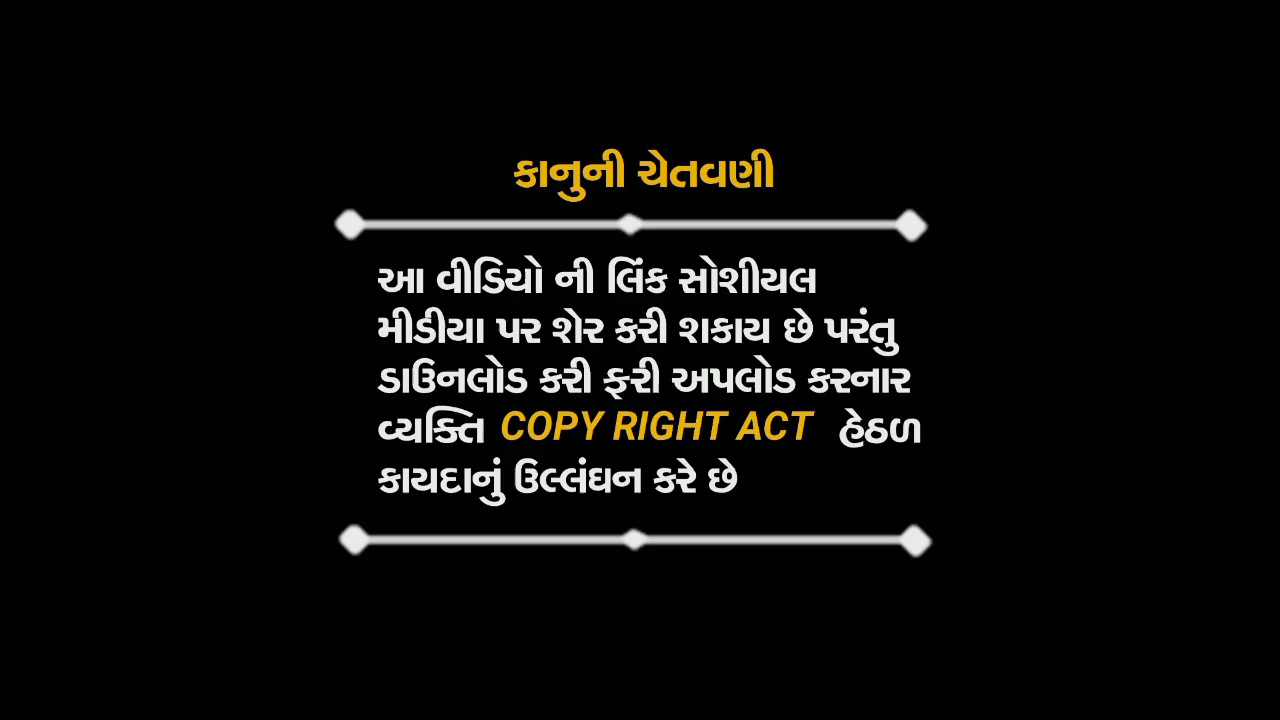 કાનુની ચેતવણી
આ વીડિયો ની લિંક સોશીયલ
મીડીયા પર શેર કરી શકાય છે પરંતુ
ડાઉનલોડ કરી ફરી અપલોડ કરનાર
વ્યક્તિ COPY RIGHT ACT હેઠળ
કાયદાનું ઉલ્લંઘન કરે છે